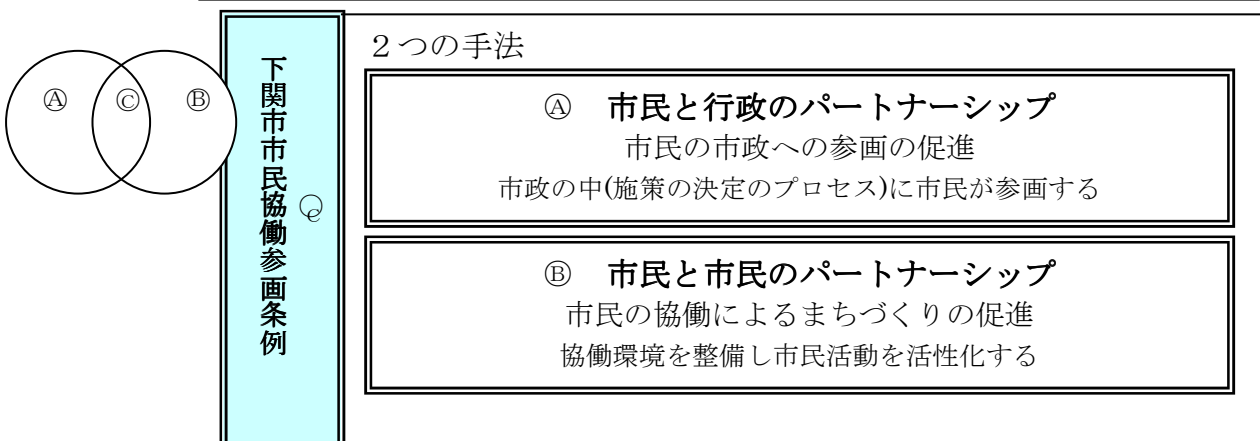 Ⓐ Ⓒ Ⓑ
下関市市民協働参画条例
Ⓒ
２つの手法
Ⓐ 市民と行政のパートナーシップ
市民の市政への参画の促進
市政の中(施策の決定のプロセス)に市民が参画する
Ⓑ 市民と市民のパートナーシップ
市民の協働によるまちづくりの促進
協働環境を整備し市民活動を活性化する